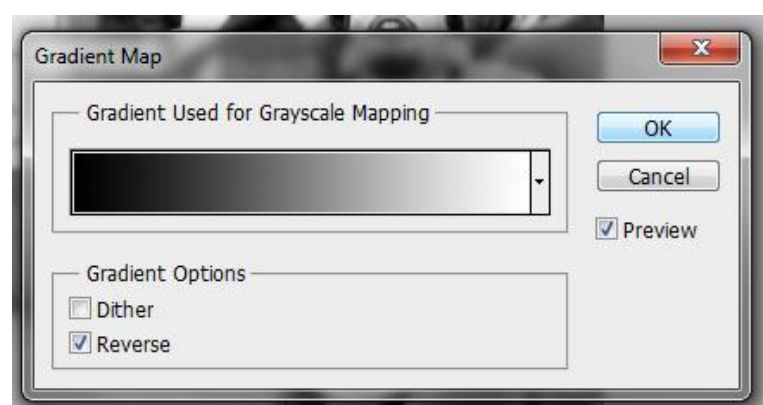 Gradient Map
Gradient Used for Grayscale Mapping
OK
Cancel
Preview
Gradient Options
Dither
Reverse